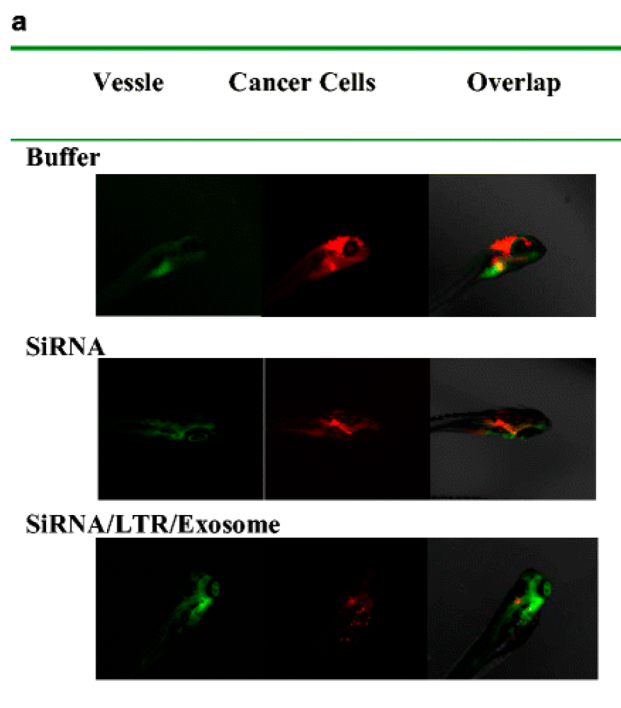 a
Vessle Cancer Cells Overlap
Buffer
SiRNA
SiRNA/LTR/Exosome